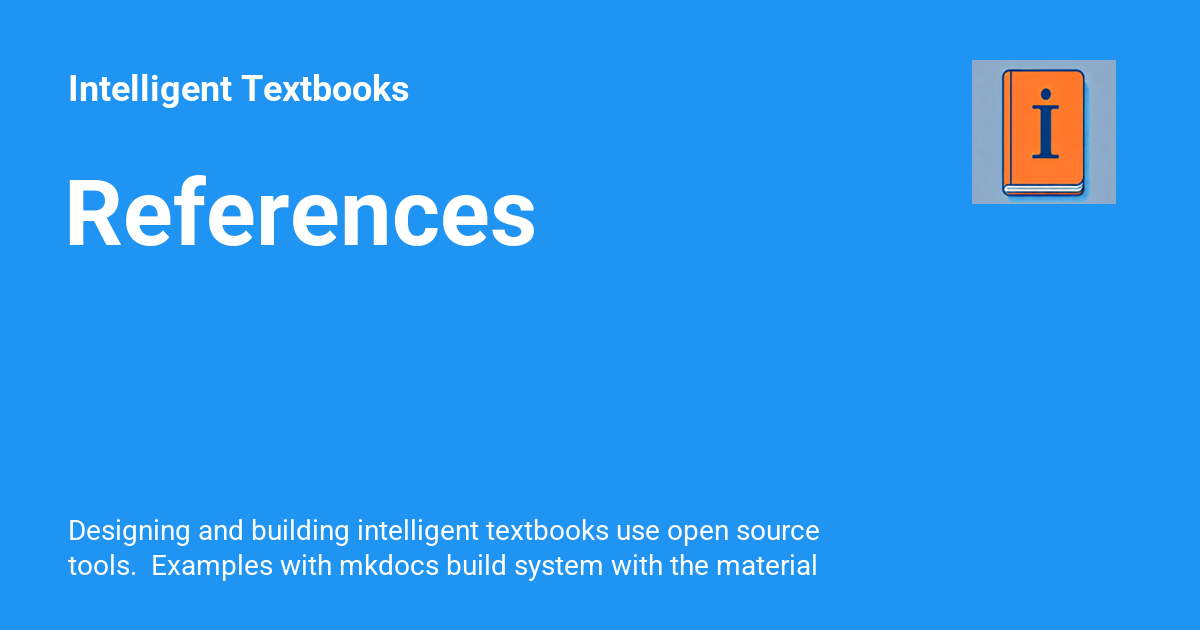 Intelligent Textbooks
i
References
Designing and building intelligent textbooks use open source
tools.  Examples with mkdocs build system with the material